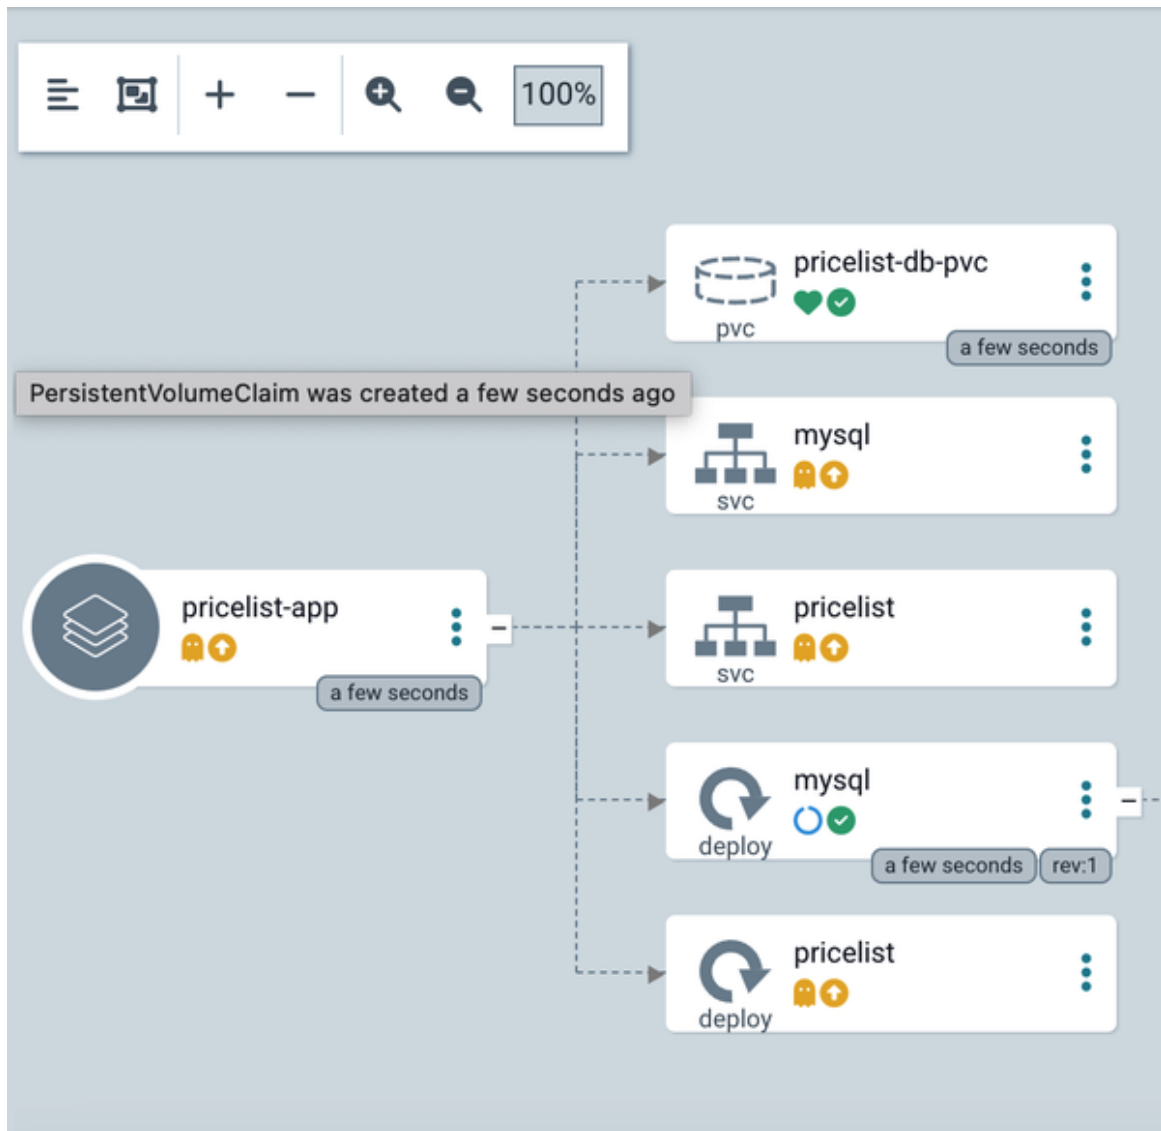 100%
pricelist-db-pvc
pvc
a few seconds
PersistentVolumeClaim was created a few seconds ago
mysql
svc
pricelist-app
a few seconds
pricelist
svc
mysql
deploy
a few seconds
rev:1
pricelist
deploy